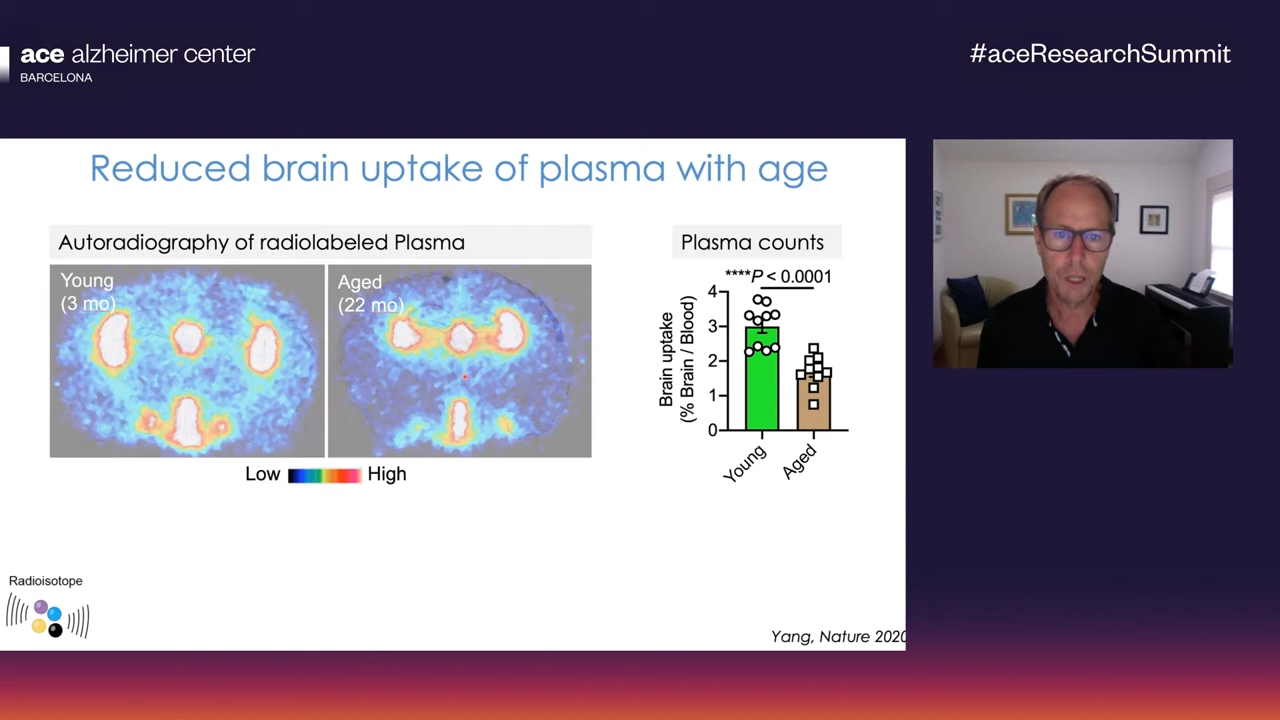 ace alzheimer center
BARCELONA
#aceResearchSummit
Reduced brain uptake of plasma with age
Autoradiography of radiolabeled Plasma
Young
(3 mo)
Aged
(22 mo)
Low
High
Plasma counts
****P < 0.0001
Brain uptake
(% Brain / Blood)
4
3
2
1
0
Young
Aged
Radioisotope
Yang, Nature 2020